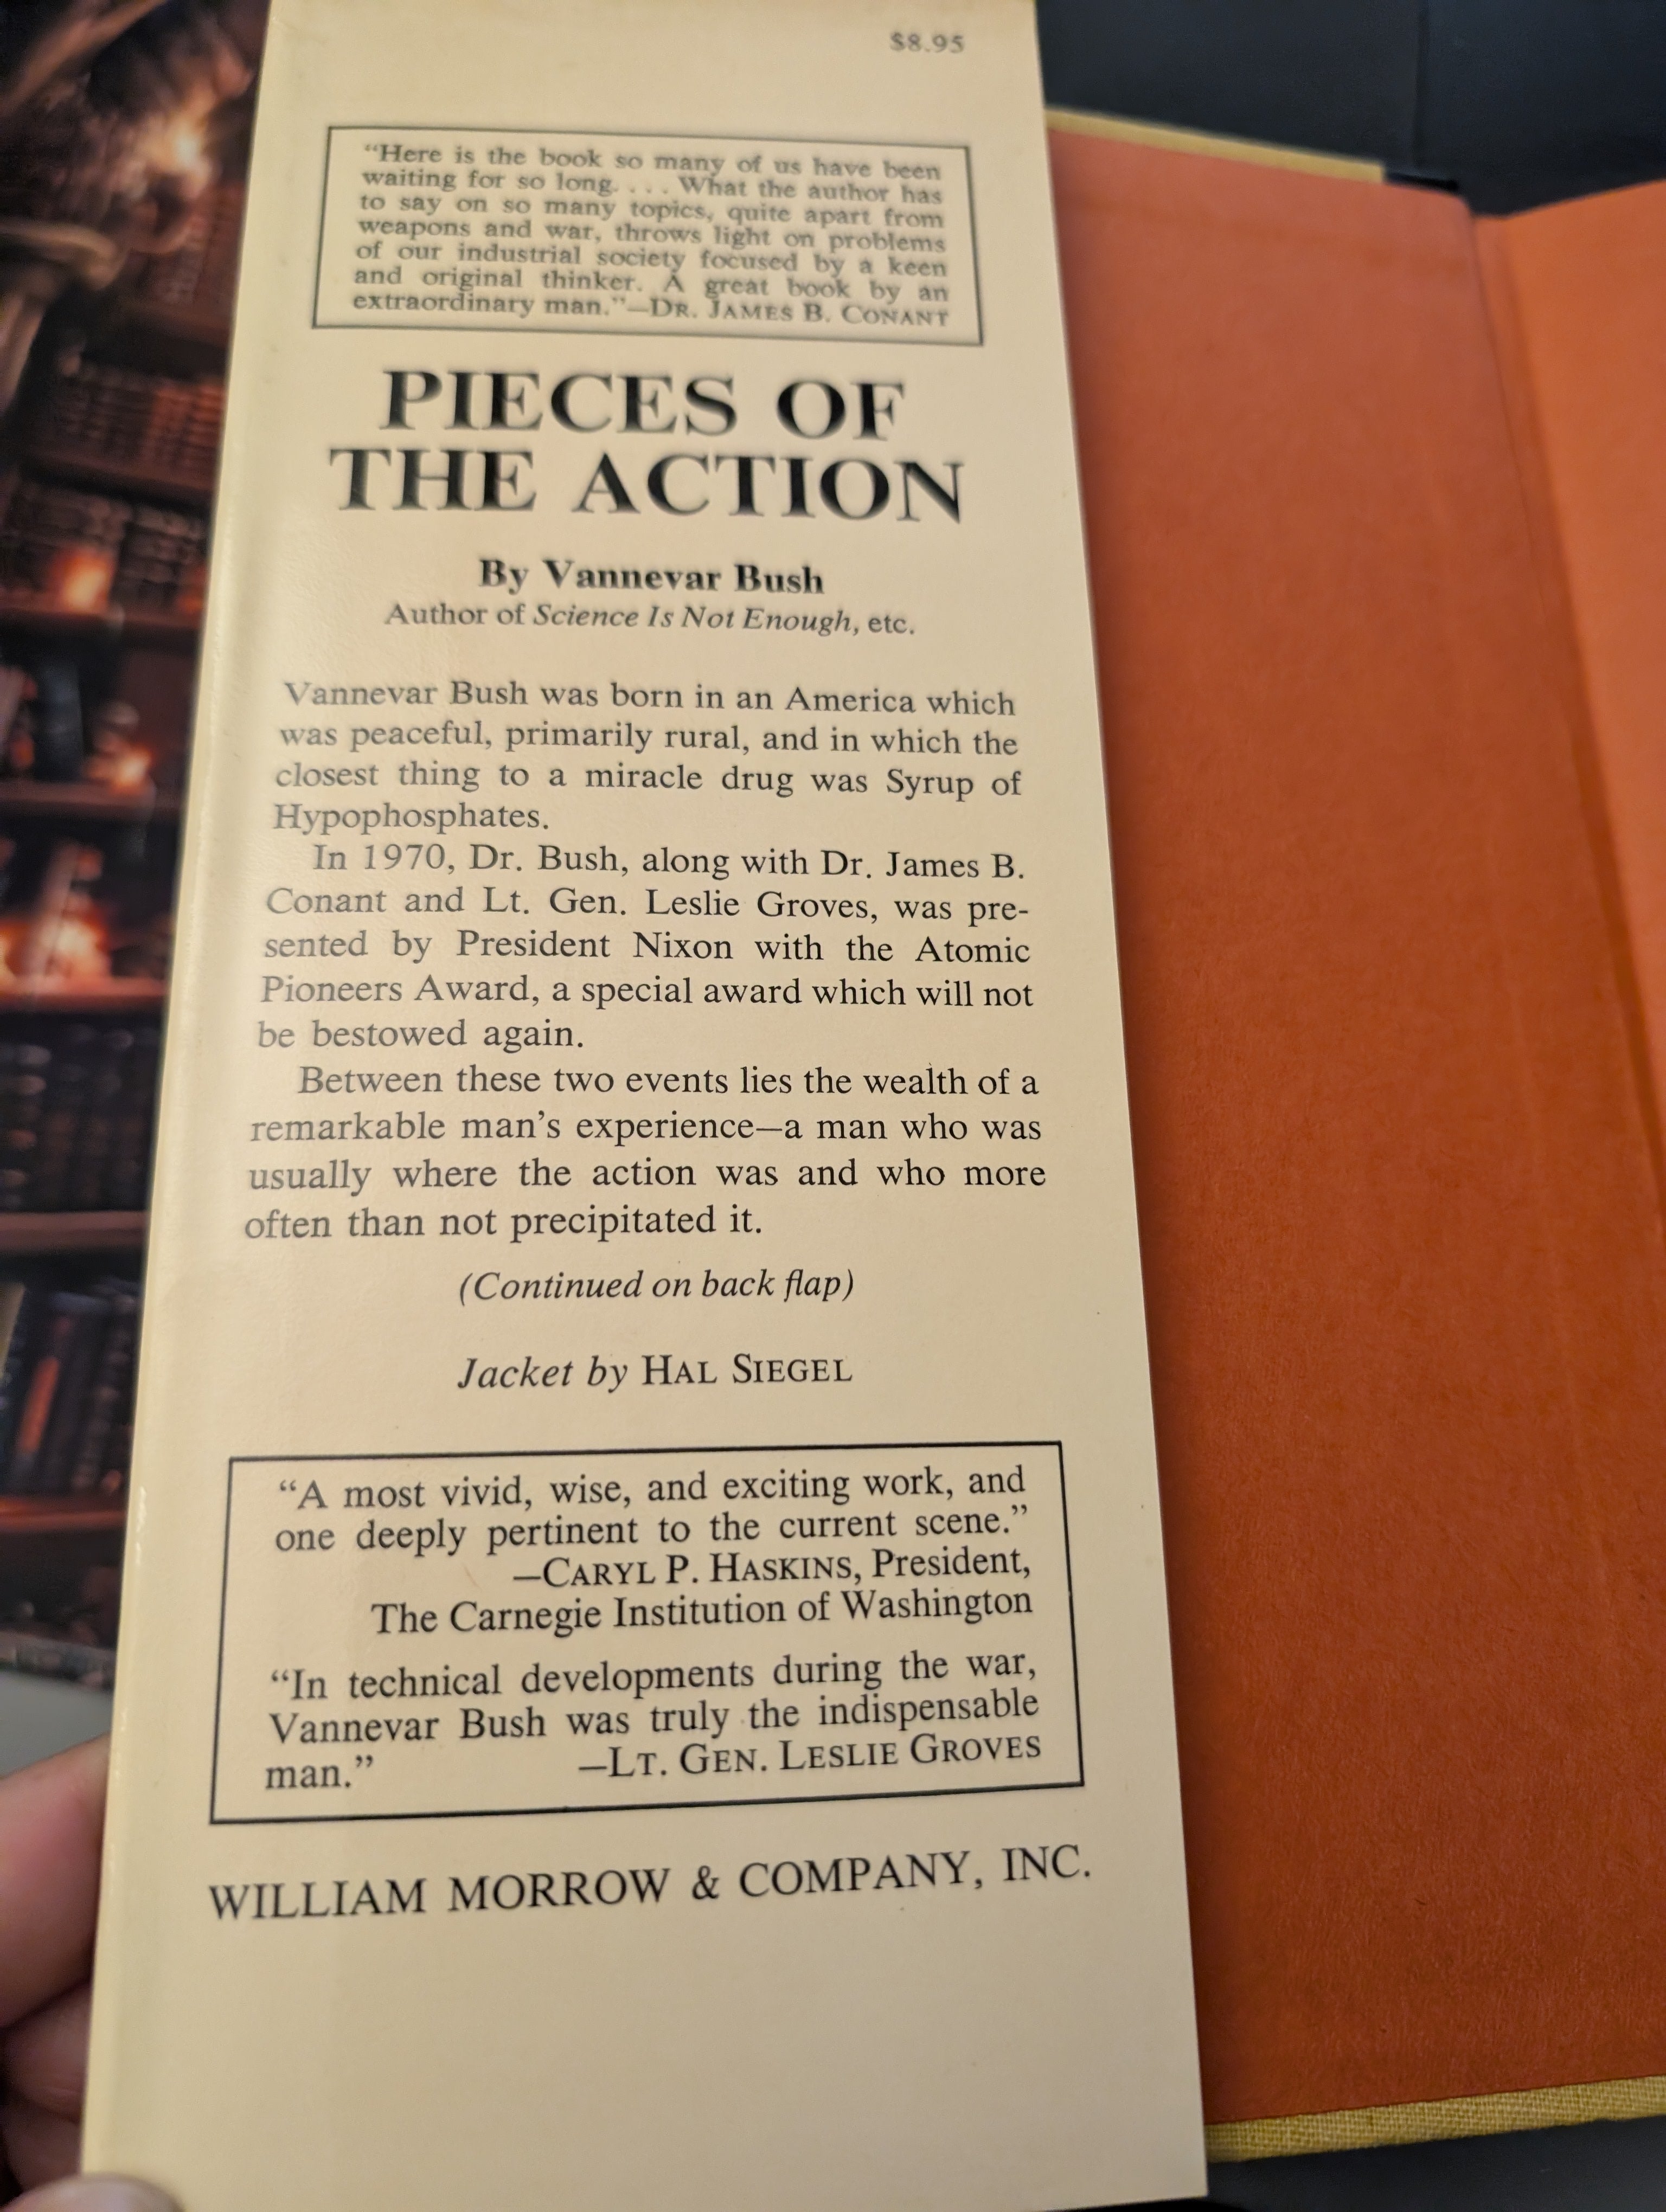 $8.95
“Here is the book so many of us have been
waiting for so long. . . . What the author has
to say on so many topics, quite apart from
weapons and war, throws light on problems
of our industrial society focused by a keen
and original thinker. A great book by an
extraordinary man.”—DR. JAMES B. CONANT
PIECES OF
THE ACTION
By Vannevar Bush
Author of Science Is Not Enough, etc.
Vannevar Bush was born in an America which
was peaceful, primarily rural, and in which the
closest thing to a miracle drug was Syrup of
Hypophosphates.
In 1970, Dr. Bush, along with Dr. James B.
Conant and Lt. Gen. Leslie Groves, was pre-
sented by President Nixon with the Atomic
Pioneers Award, a special award which will not
be bestowed again.
Between these two events lies the wealth of a
remarkable man’s experience—a man who was
usually where the action was and who more
often than not precipitated it.
(Continued on back flap)
Jacket by HAL SIEGEL
“A most vivid, wise, and exciting work, and
one deeply pertinent to the current scene.”
—CARYL P. HASKINS, President,
The Carnegie Institution of Washington
“In technical developments during the war,
Vannevar Bush was truly the indispensable
man.” —LT. GEN. LESLIE GROVES
WILLIAM MORROW & COMPANY, INC.